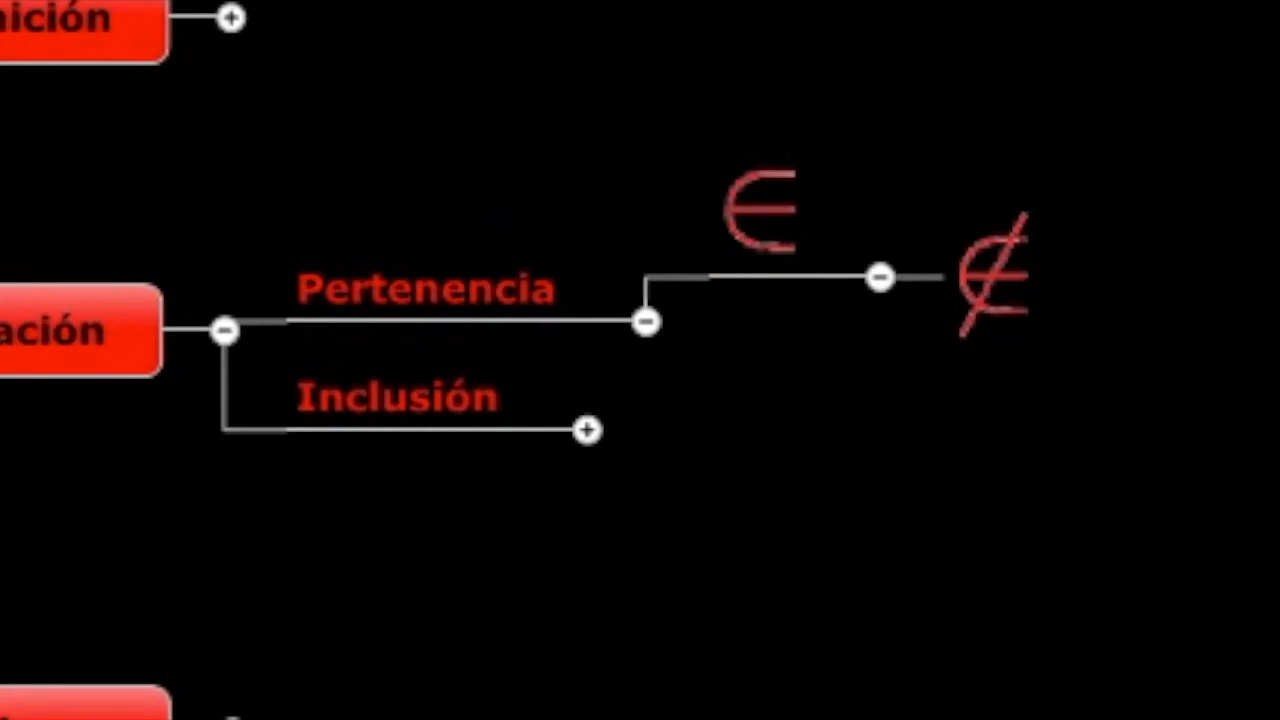 nición
Pertenencia
∈
∉
ación
Inclusión